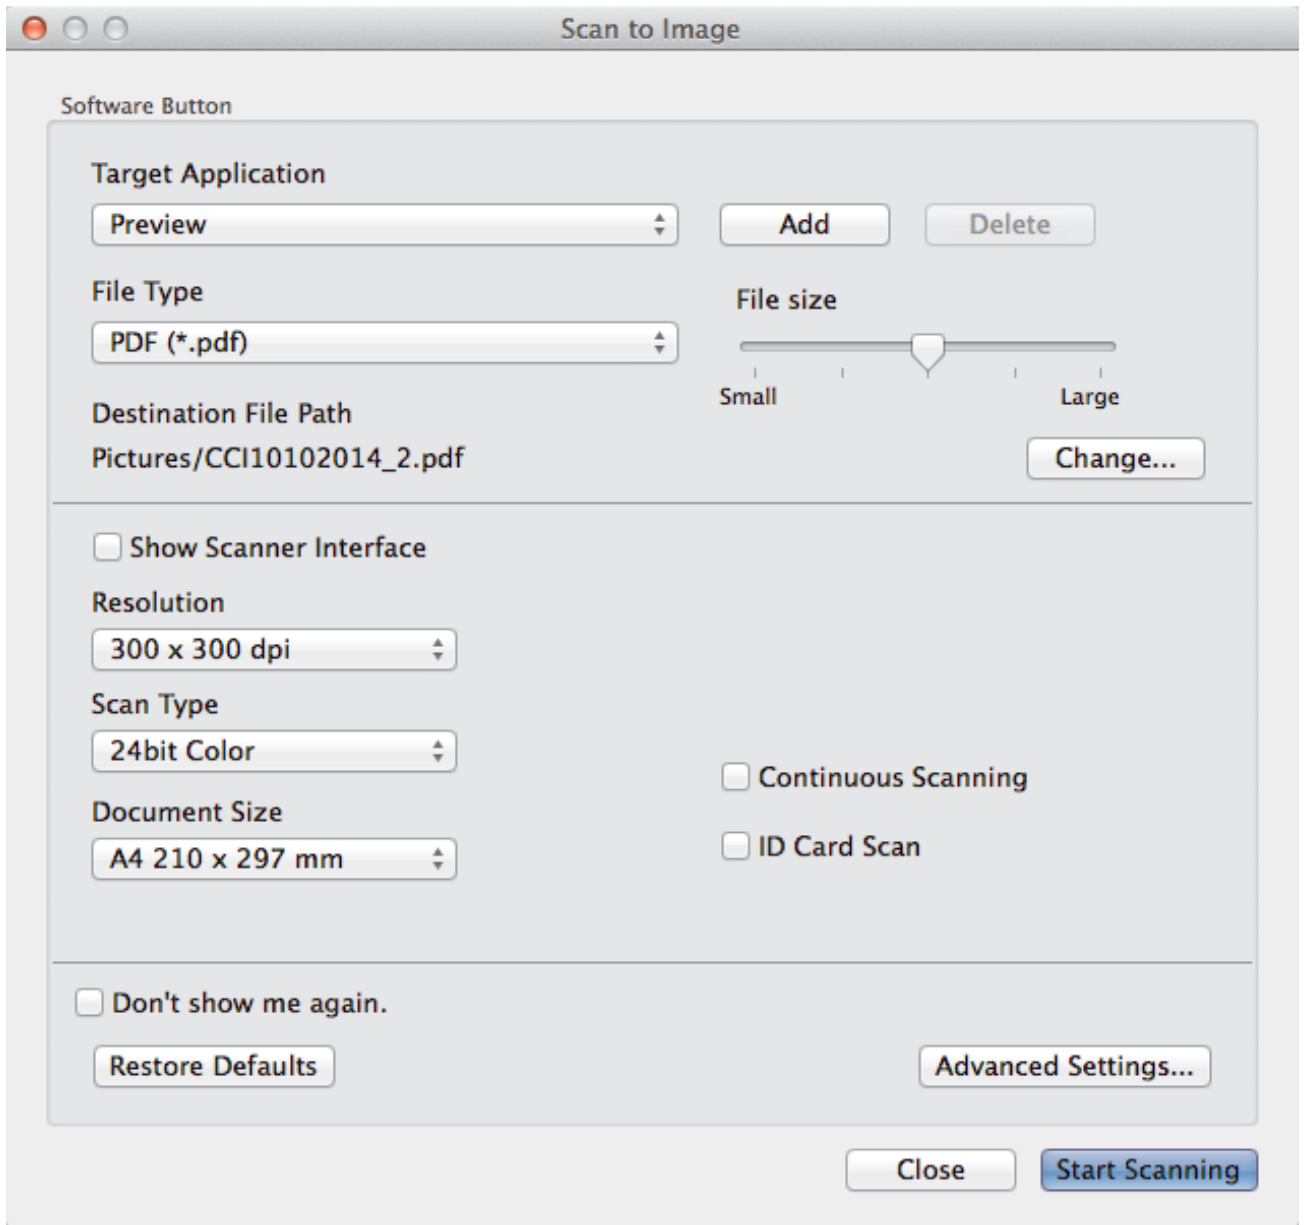 Scan to Image
Software Button
Target Application
Preview
Add
Delete
File Type
File size
PDF (*.pdf)
Small
Large
Destination File Path
Pictures/CCI10102014_2.pdf
Change...
Show Scanner Interface
Resolution
300 x 300 dpi
Scan Type
24bit Color
Continuous Scanning
Document Size
ID Card Scan
A4 210 x 297 mm
Don't show me again.
Restore Defaults
Advanced Settings...
Close
Start Scanning